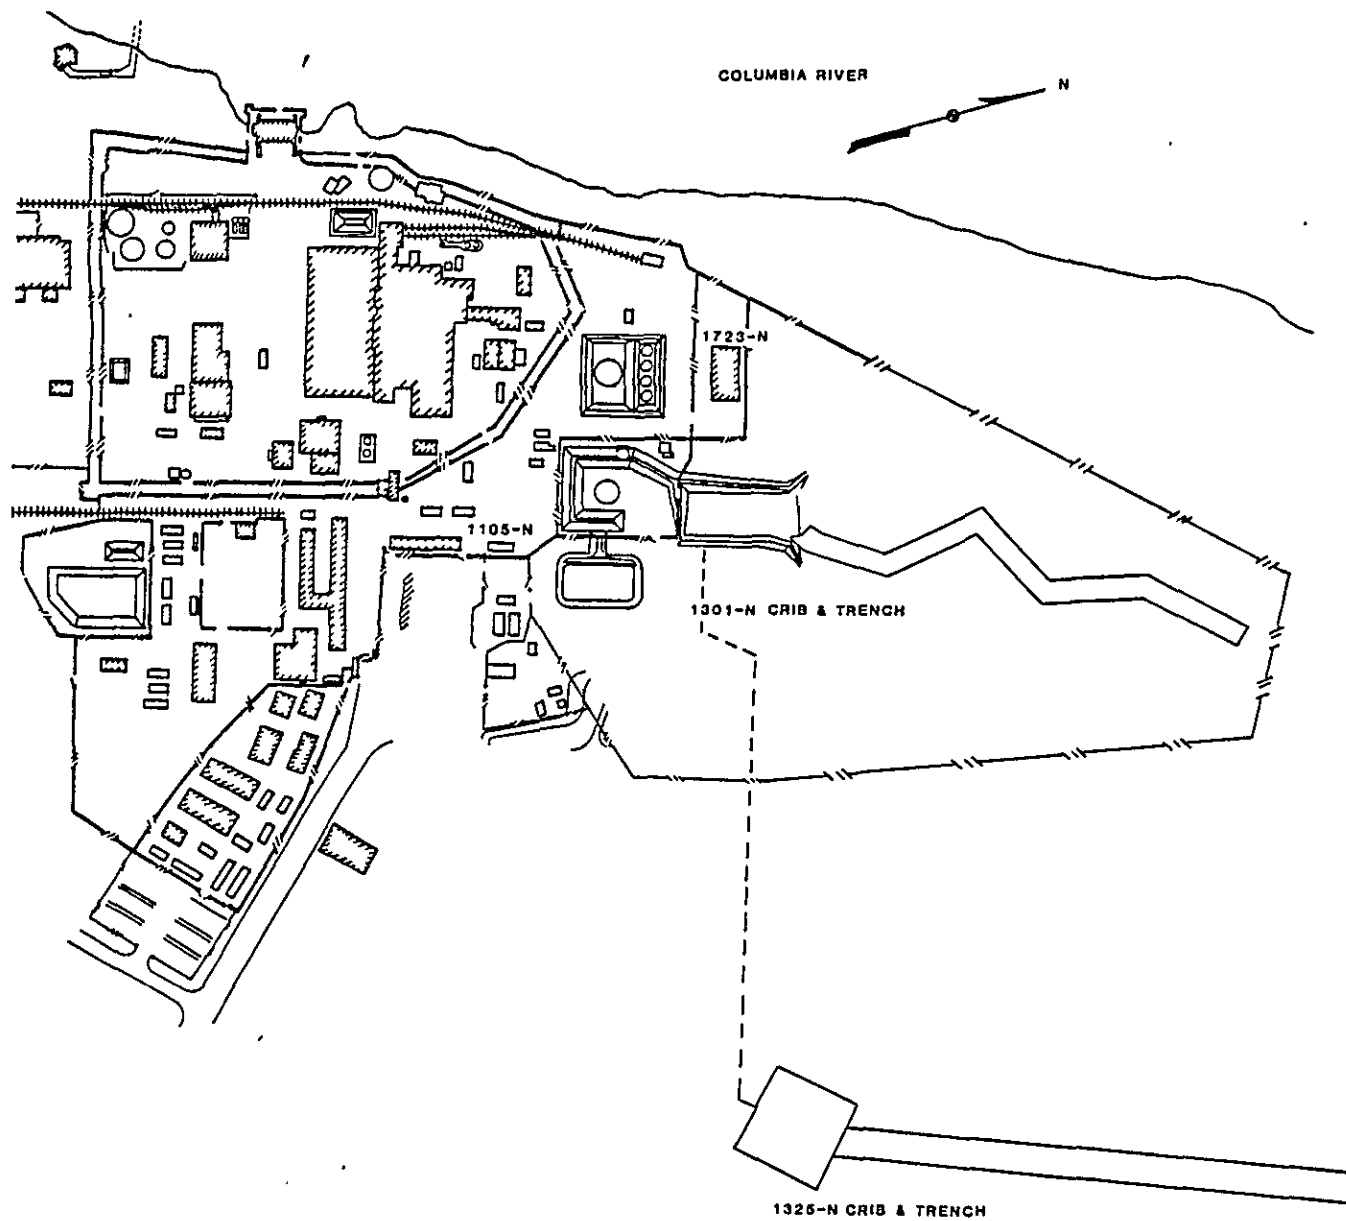 COLUMBIA RIVER
N
1723-N
1105-N
1301-N CRIB & TRENCH
1325-N CRIB & TRENCH